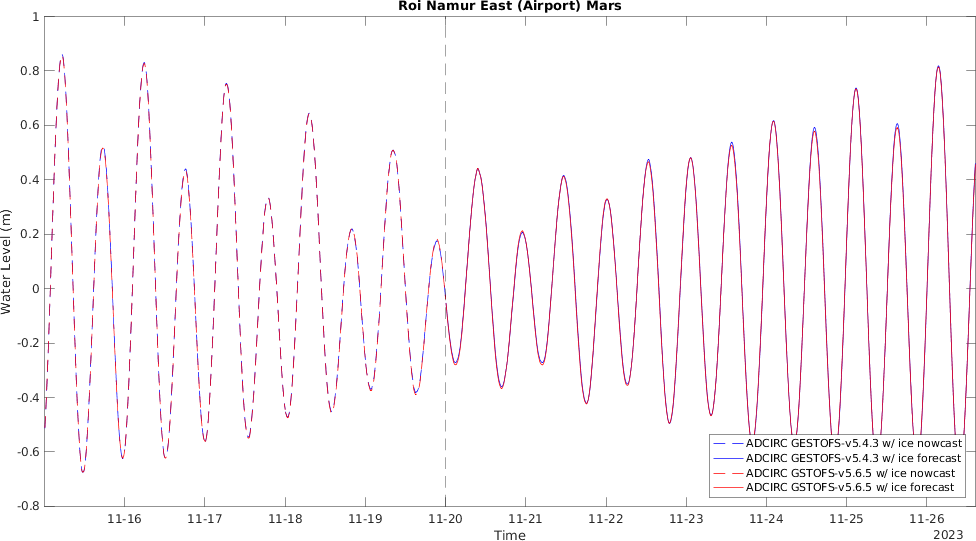 Roi Namur East (Airport) Mars
1
0.8
0.6
0.4
0.2
0
-0.2
-0.4
-0.6
-0.8
Water Level (m)
ADCIRC GESTOFS-v5.4.3 w/ ice nowcast
ADCIRC GESTOFS-v5.4.3 w/ ice forecast
ADCIRC GSTOFS-v5.6.5 w/ ice nowcast
ADCIRC GSTOFS-v5.6.5 w/ ice forecast
11-16 11-17 11-18 11-19 11-20 11-21 11-22 11-23 11-24 11-25 11-26
Time
2023